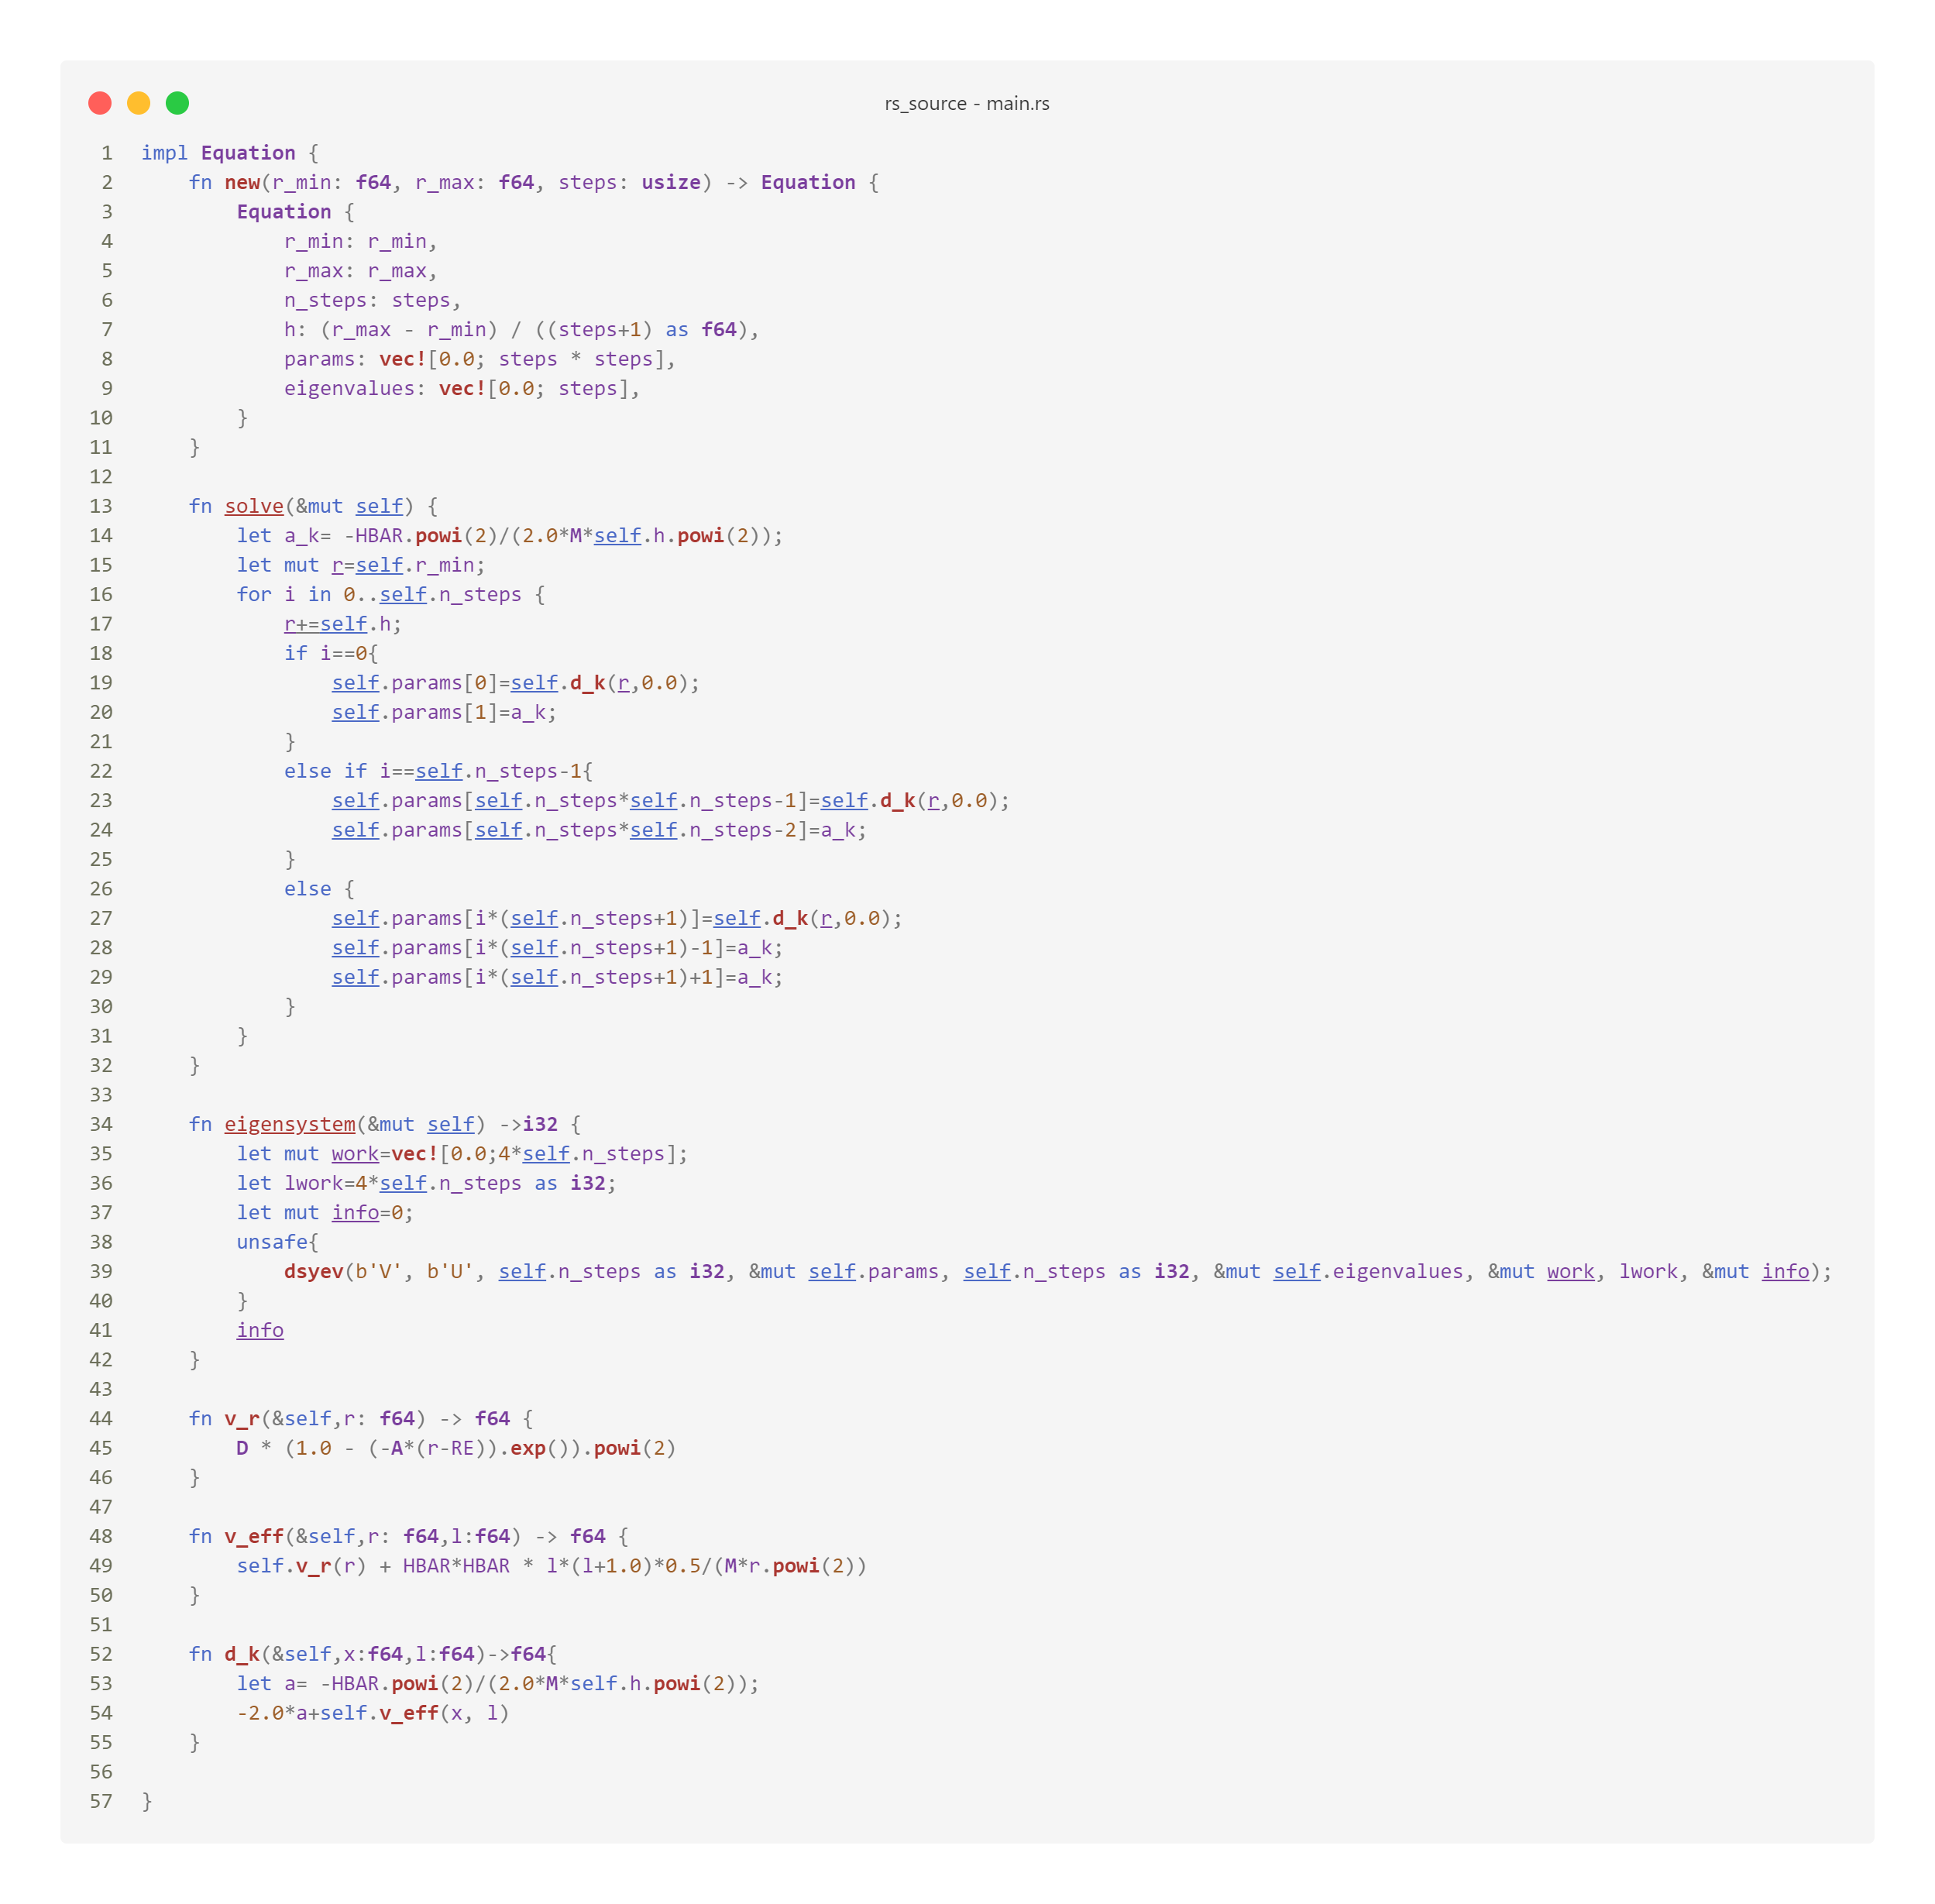 rs_source - main.rs
1 impl Equation {
2     fn new(r_min: f64, r_max: f64, steps: usize) -> Equation {
3         Equation {
4             r_min: r_min,
5             r_max: r_max,
6             n_steps: steps,
7             h: (r_max - r_min) / ((steps+1) as f64),
8             params: vec![0.0; steps * steps],
9             eigenvalues: vec![0.0; steps],
10         }
11     }
12
13     fn solve(&mut self) {
14         let a_k= -HBAR.powi(2)/(2.0*M*self.h.powi(2));
15         let mut r=self.r_min;
16         for i in 0..self.n_steps {
17             r+=self.h;
18             if i==0{
19                 self.params[0]=self.d_k(r,0.0);
20                 self.params[1]=a_k;
21             }
22             else if i==self.n_steps-1{
23                 self.params[self.n_steps*self.n_steps-1]=self.d_k(r,0.0);
24                 self.params[self.n_steps*self.n_steps-2]=a_k;
25             }
26             else {
27                 self.params[i*(self.n_steps+1)]=self.d_k(r,0.0);
28                 self.params[i*(self.n_steps+1)-1]=a_k;
29                 self.params[i*(self.n_steps+1)+1]=a_k;
30             }
31         }
32     }
33
34     fn eigensystem(&mut self) ->i32 {
35         let mut work=vec![0.0;4*self.n_steps];
36         let lwork=4*self.n_steps as i32;
37         let mut info=0;
38         unsafe{
39             dsyev(b'V', b'U', self.n_steps as i32, &mut self.params, self.n_steps as i32, &mut self.eigenvalues, &mut work, lwork, &mut info);
40         }
41         info
42     }
43
44     fn v_r(&self,r: f64) -> f64 {
45         D * (1.0 - (-A*(r-RE)).exp()).powi(2)
46     }
47
48     fn v_eff(&self,r: f64,l:f64) -> f64 {
49         self.v_r(r) + HBAR*HBAR * l*(l+1.0)*0.5/(M*r.powi(2))
50     }
51
52     fn d_k(&self,x:f64,l:f64)->f64{
53         let a= -HBAR.powi(2)/(2.0*M*self.h.powi(2));
54         -2.0*a+self.v_eff(x, l)
55     }
56
57 }